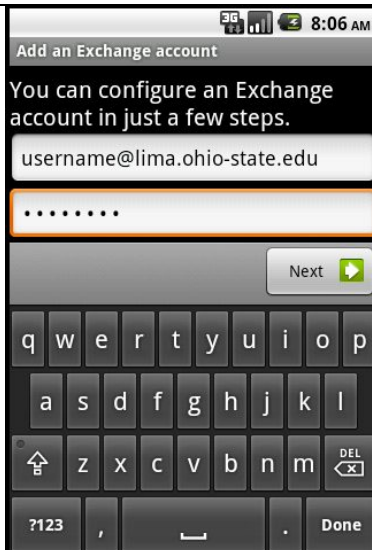 3G 8:06 AM
Add an Exchange account
You can configure an Exchange
account in just a few steps.
username@lima.ohio-state.edu
••••••••
Next
q w e r t y u i o p
a s d f g h j k l
z x c v b n m DEL
?123 , . Done